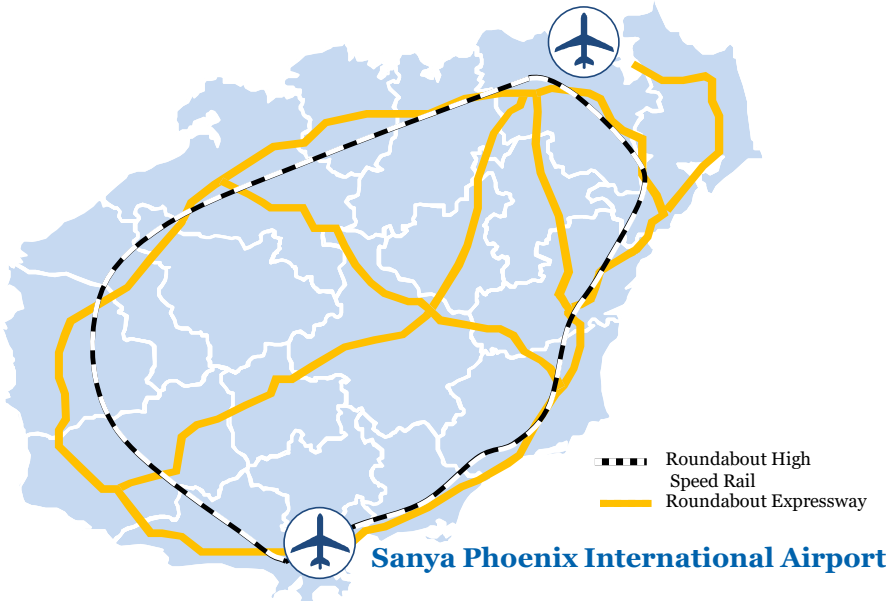 Roundabout High
Speed Rail
Roundabout Expressway
Sanya Phoenix International Airport